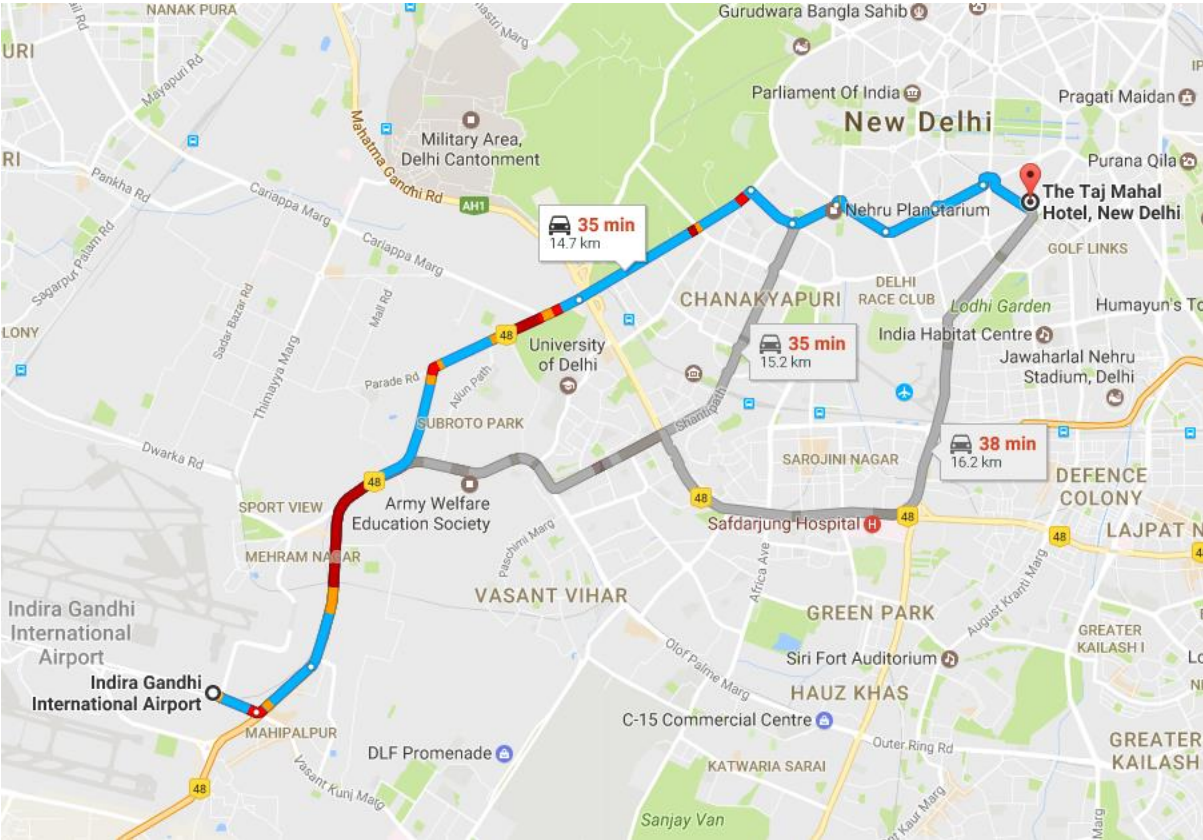 NANAK PURA
Gurudwara Bangla Sahib
URI
Mayapuri Rd
Parliament Of India
Pragati Maidan
New Delhi
Military Area,
Delhi Cantonment
Mahatma Gandhi Rd
RI
Pankha Rd
Purana Qila
Cariappa Marg
AH1
The Taj Mahal
Hotel, New Delhi
Nehru Planetarium
35 min
14.7 km
Cariappa Marg
GOLF LINKS
Sagarpur Palam Rd
DELHI
RACE CLUB
CHANAKYAPURI
Lodhi Garden
Humayun's To
Sadar Bazar Rd
Mall Rd
LONY
48
University
of Delhi
35 min
15.2 km
India Habitat Centre
Jawaharlal Nehru
Stadium, Delhi
Thimayya Marg
Parade Rd
Arjun Path
SUBROTO PARK
Shantipath
38 min
16.2 km
Dwarka Rd
SAROJINI NAGAR
DEFENCE
COLONY
48
Army Welfare
Education Society
SPORT VIEW
48
Safdarjung Hospital
48
48
LAJPAT N
MEHRAM NAGAR
Paschimi Marg
Africa Ave
August Kranti Marg
VASANT VIHAR
Indira Gandhi
International
Airport
GREEN PARK
GREATER
KAILASH I
Olof Palme Marg
Siri Fort Auditorium
Indira Gandhi
International Airport
HAUZ KHAS
C-15 Commercial Centre
MAHIPALPUR
Outer Ring Rd
DLF Promenade
GREATER
KAILASH
KATWARIA SARAI
Vasant Kunj Marg
48
Sanjay Van
Kaur Marg
Marg